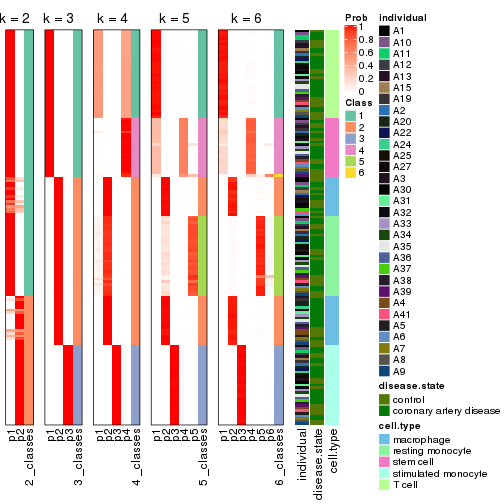 k = 2
k = 3
k = 4
k = 5
k = 6
p1
p2
2_classes
p1
p2
p3
3_classes
p1
p2
p3
p4
4_classes
p1
p2
p3
p4
p5
5_classes
p1
p2
p3
p4
p5
p6
6_classes
individual
disease.state
cell.type
Prob
1
0.8
0.6
0.4
0.2
0
Class
1
2
3
4
5
6
individual
A1
A10
A11
A12
A13
A15
A19
A2
A20
A22
A24
A25
A27
A3
A30
A31
A32
A33
A34
A35
A36
A37
A38
A39
A4
A41
A5
A6
A7
A8
A9
disease.state
control
coronary artery disease
cell.type
macrophage
resting monocyte
stem cell
stimulated monocyte
T cell